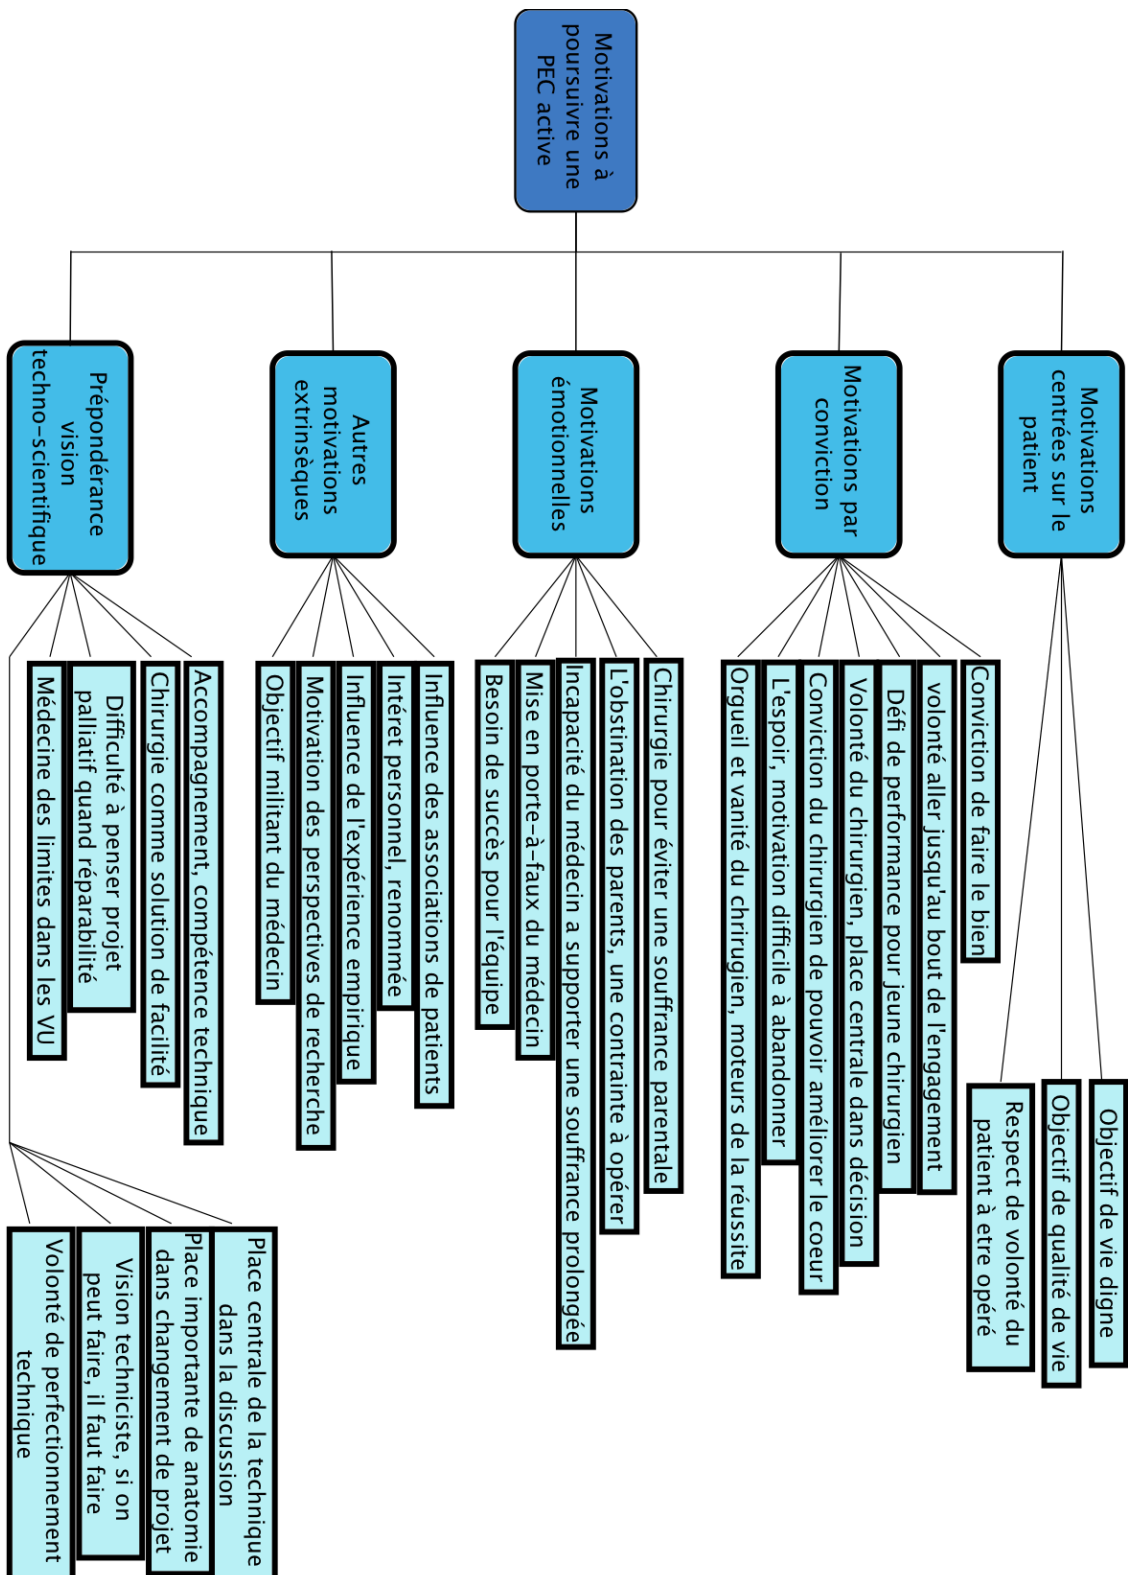 Motivations à
poursuivre une
PEC active
Motivations
centrées sur le
patient
Objectif de vie digne
Objectif de qualité de vie
Respect de volonté du
patient à etre opéré
Motivations par
conviction
Conviction de faire le bien
volonté aller jusqu'au bout de l'engagement
Défi de performance pour jeune chirurgien
Volonté du chirurgien, place centrale dans décision
Conviction du chirurgien de pouvoir améliorer le coeur
L'espoir, motivation difficile à abandonner
Orgueil et vanité du chrirugien, moteurs de la réussite
Motivations
émotionnelles
Chirurgie pour éviter une souffrance parentale
L'obstination des parents, une contrainte à opérer
Incapacité du médecin a supporter une souffrance prolongée
Mise en porte-à-faux du médecin
Besoin de succès pour l'équipe
Autres
motivations
extrinsèques
Influence des associations de patients
Intéret personnel, renommée
Influence de l'expérience empirique
Motivation des perspectives de recherche
Objectif militant du médecin
Prépondérance
vision
techno-scientifique
Accompagnement, compétence technique
Chirurgie comme solution de facilité
Difficulté à penser projet
palliatif quand réparabilité
Médecine des limites dans les VU
Place centrale de la technique
dans la discussion
Place importante de anatomie
dans changement de projet
Vision techniciste, si on
peut faire, il faut faire
Volonté de perfectionnement
technique